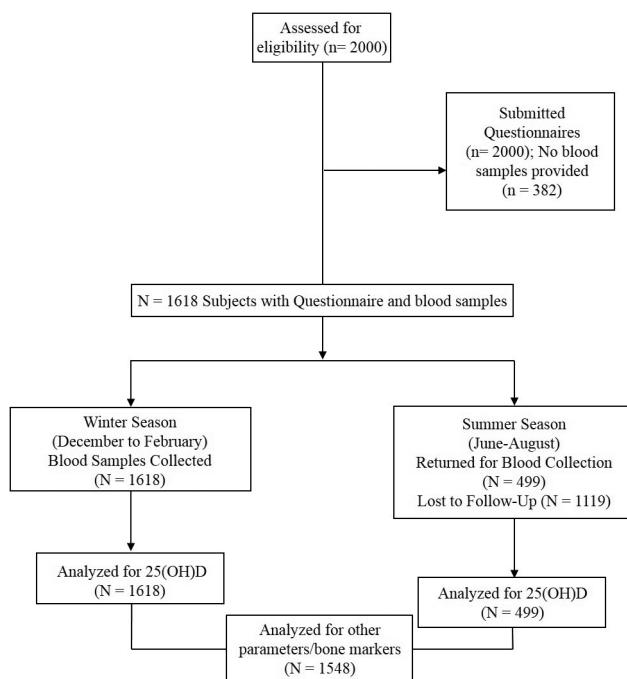 Assessed for
eligibility (n= 2000)
Submitted
Questionnaires
(n= 2000); No blood
samples provided
(n = 382)
N = 1618 Subjects with Questionnaire and blood samples
Winter Season
(December to February)
Blood Samples Collected
(N = 1618)
Summer Season
(June-August)
Returned for Blood Collection
(N = 499)
Lost to Follow-Up (N = 1119)
Analyzed for 25(OH)D
(N = 1618)
Analyzed for 25(OH)D
(N = 499)
Analyzed for other
parameters/bone markers
(N = 1548)